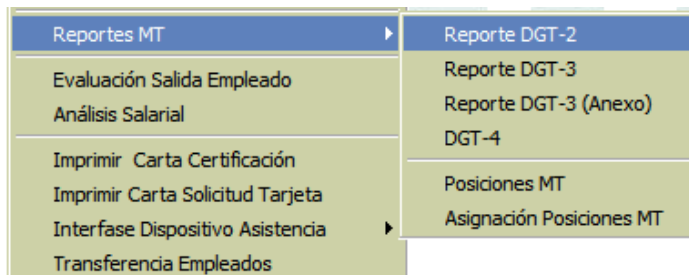 Reportes MT
Evaluación Salida Empleado
Análisis Salarial
Imprimir Carta Certificación
Imprimir Carta Solicitud Tarjeta
Interfase Dispositivo Asistencia
Transferencia Empleados
Reporte DGT-2
Reporte DGT-3
Reporte DGT-3 (Anexo)
DGT-4
Posiciones MT
Asignación Posiciones MT